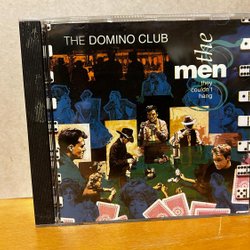 THE DOMINO CLUB
the
men
they
couldn't
hang